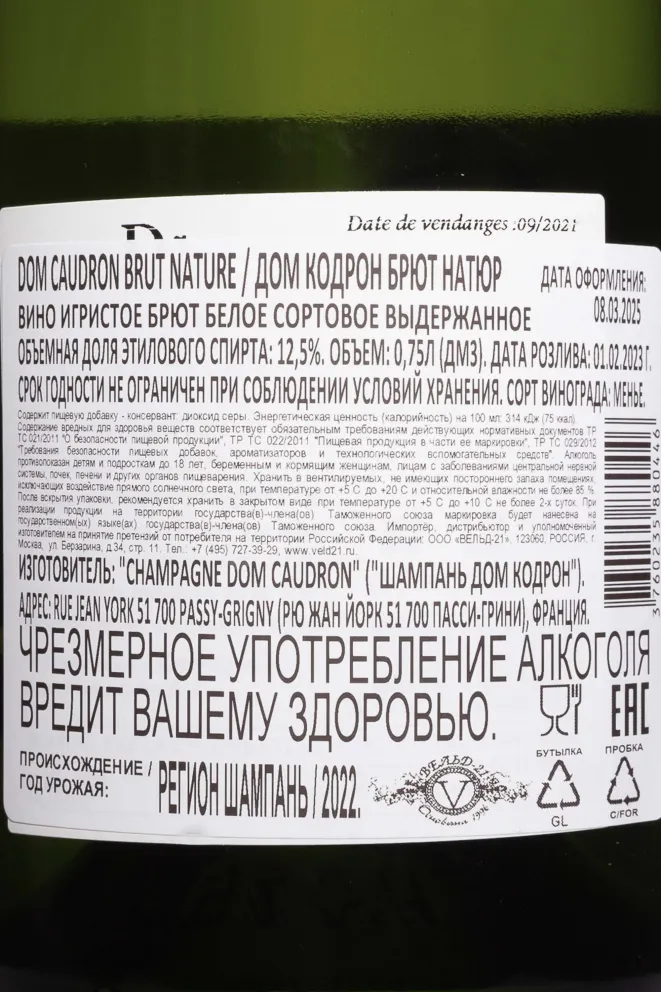 Date de vendanges :09/2021
DOM CAUDRON BRUT NATURE / ДОМ КОДРОН БРЮТ НАТЮР
ДАТА ОФОРМЛЕНИЯ:
08.03.2025
ВИНО ИГРИСТОЕ БРЮТ БЕЛОЕ СОРТОВОЕ ВЫДЕРЖАННОЕ
ОБЪЕМНАЯ ДОЛЯ ЭТИЛОВОГО СПИРТА: 12,5%. ОБЪЕМ: 0,75Л (ДМ3). ДАТА РОЗЛИВА: 01.02.2023 Г.
СРОК ГОДНОСТИ НЕ ОГРАНИЧЕН ПРИ СОБЛЮДЕНИИ УСЛОВИЙ ХРАНЕНИЯ. СОРТ ВИНОГРАДА: МЕНЬЕ.
Содержит пищевую добавку - консервант: диоксид серы. Энергетическая ценность (калорийность) на 100 мл: 314 кДж (75 ккал).
Содержание вредных для здоровья веществ соответствует обязательным требованиям действующих нормативных документов ТР
ТС 021/2011 "О безопасности пищевой продукции", ТР ТС 022/2011 "Пищевая продукция в части ее маркировки", ТР ТС 029/2012
"Требования безопасности пищевых добавок, ароматизаторов и технологических вспомогательных средств". Алкоголь
противопоказан детям и подросткам до 18 лет, беременным и кормящим женщинам, лицам с заболеваниями центральной нервной
системы, почек, печени и других органов пищеварения. Хранить в вентилируемых, не имеющих постороннего запаха помещениях,
исключающих воздействие прямого солнечного света, при температуре от +5 С до +20 С и относительной влажности не более 85 %.
После вскрытия упаковки, рекомендуется хранить в закрытом виде при температуре от +5 С до +10 С не более 2-х суток. При
реализации продукции на территории государства(в)-члена(ов) Таможенного союза маркировка будет нанесена на
государственном(ых) языке(ах) государства(в)-члена(ов) Таможенного союза. Импортёр, дистрибьютор и уполномоченный
изготовителем на принятие претензий от потребителя на территории Российской Федерации: ООО «ВЕЛЬД-21», 123060, РОССИЯ, г.
Москва, ул. Берзарина, д.34, стр. 11. Тел.: +7 (495) 727-39-29, www.veld21.ru.
3760235580446
ИЗГОТОВИТЕЛЬ: "CHAMPAGNE DOM CAUDRON" ("ШАМПАНЬ ДОМ КОДРОН").
АДРЕС: RUE JEAN YORK 51 700 PASSY-GRIGNY (РЮ ЖАН ЙОРК 51 700 ПАССИ-ГРИНИ), ФРАНЦИЯ.
ЧРЕЗМЕРНОЕ УПОТРЕБЛЕНИЕ АЛКОГОЛЯ
ВРЕДИТ ВАШЕМУ ЗДОРОВЬЮ.
EAC
БУТЫЛКА
ПРОБКА
ПРОИСХОЖДЕНИЕ /
ГОД УРОЖАЯ:
РЕГИОН ШАМПАНЬ / 2022.
ВЕЛЬД-21
V
Основана 1996
GL
C/FOR